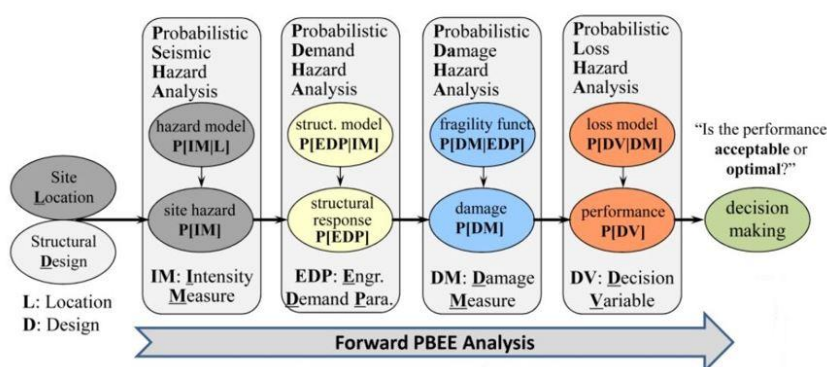 Probabilistic
Seismic
Hazard
Analysis
hazard model
P[IM|L]
site hazard
P[IM]
IM: Intensity
Measure
Probabilistic
Demand
Hazard
Analysis
struct. model
P[EDP|IM]
structural
response
P[EDP]
EDP: Engr.
Demand Para.
Probabilistic
Damage
Hazard
Analysis
fragility funct.
P[DM|EDP]
damage
P[DM]
DM: Damage
Measure
Probabilistic
Loss
Hazard
Analysis
loss model
P[DV|DM]
performance
P[DV]
DV: Decision
Variable
“Is the performance
acceptable or
optimal?”
decision
making
Site
Location
Structural
Design
L: Location
D: Design
Forward PBEE Analysis